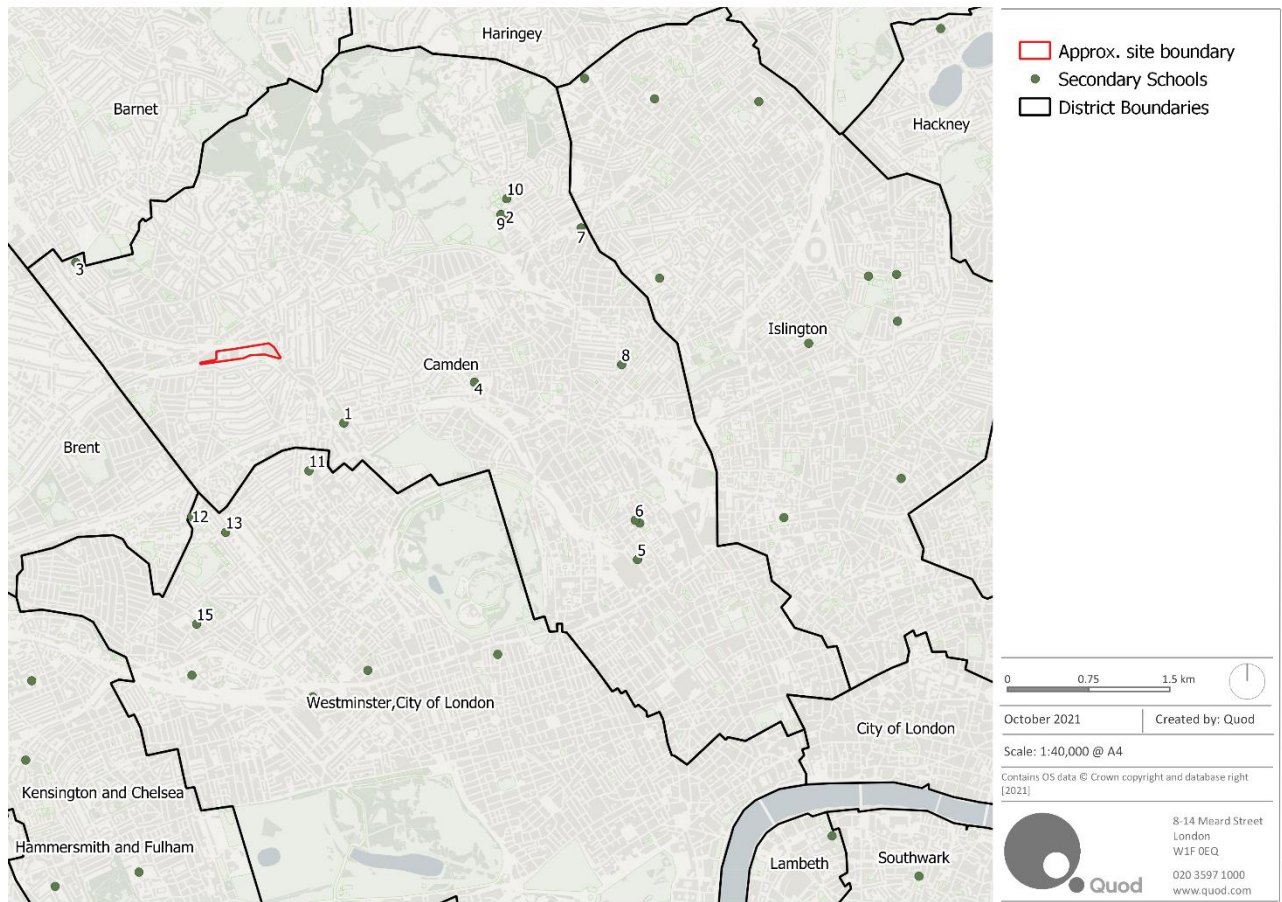 Haringey
Barnet
Hackney
10
9 2
7
3
Islington
Camden
8
4
1
Brent
11
12
13
6
5
15
Westminster,City of London
City of London
Kensington and Chelsea
Hammersmith and Fulham
Lambeth
Southwark
Approx. site boundary
Secondary Schools
District Boundaries
0 0.75 1.5 km
October 2021 Created by: Quod
Scale: 1:40,000 @ A4
Contains OS data © Crown copyright and database right
[2021]
8-14 Meard Street
London
W1F 0EQ
020 3597 1000
www.quod.com
Quod